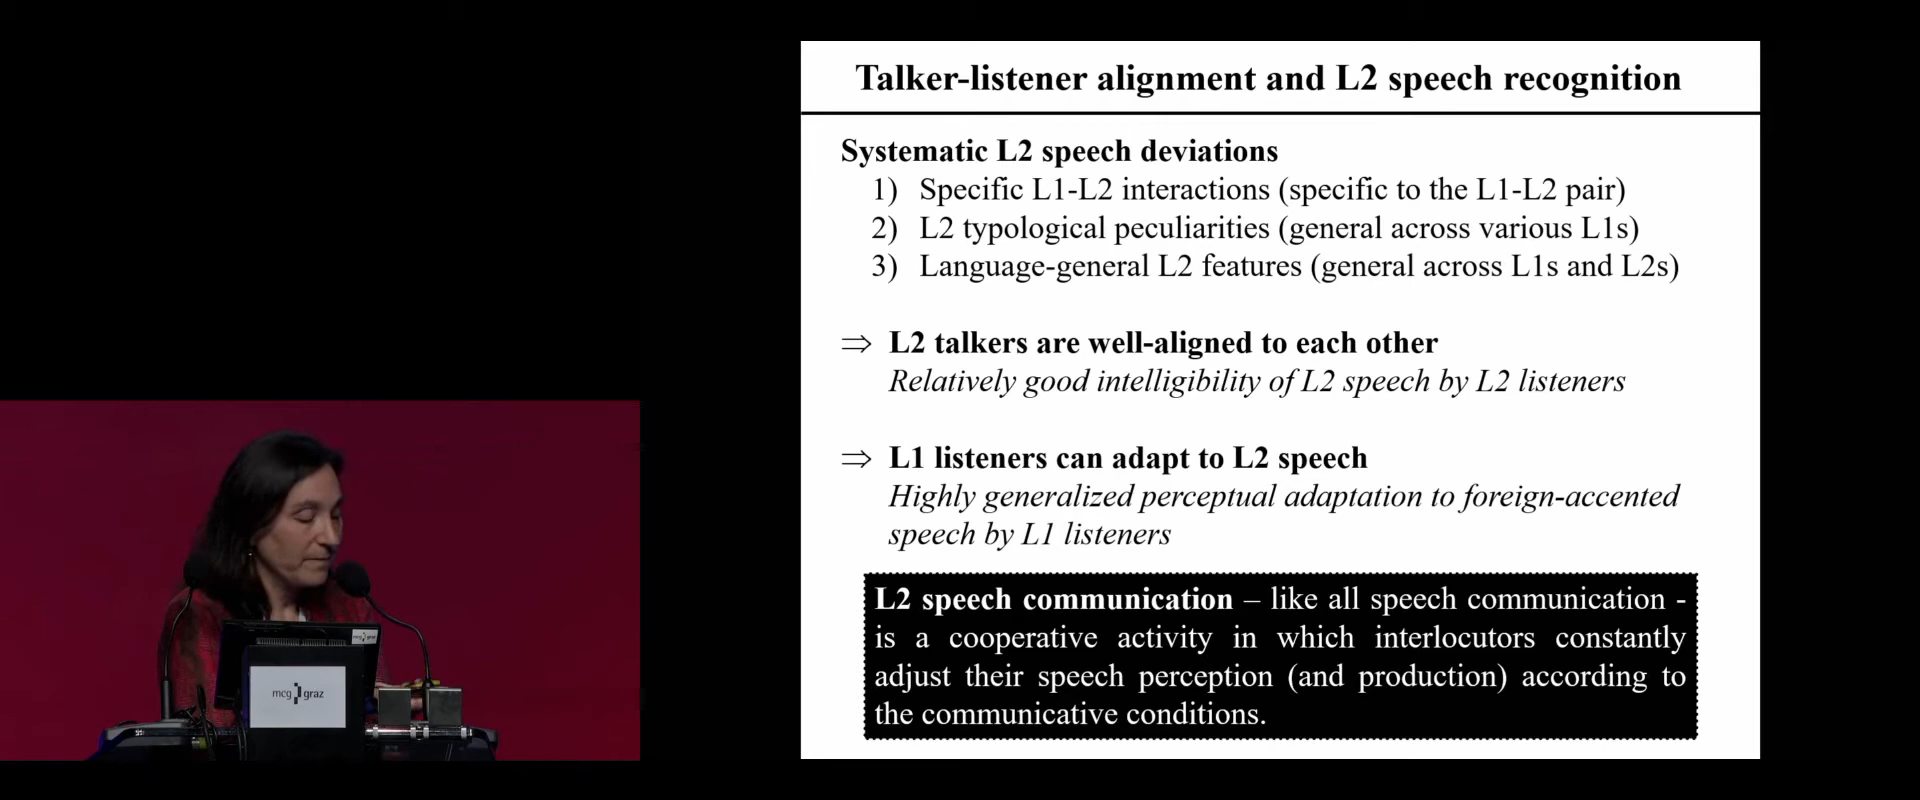 Talker-listener alignment and L2 speech recognition
Systematic L2 speech deviations
1) Specific L1-L2 interactions (specific to the L1-L2 pair)
2) L2 typological peculiarities (general across various L1s)
3) Language-general L2 features (general across L1s and L2s)
⇒ L2 talkers are well-aligned to each other
Relatively good intelligibility of L2 speech by L2 listeners
⇒ L1 listeners can adapt to L2 speech
Highly generalized perceptual adaptation to foreign-accented
speech by L1 listeners
L2 speech communication – like all speech communication -
is a cooperative activity in which interlocutors constantly
adjust their speech perception (and production) according to
the communicative conditions.
mcg graz
mcg graz